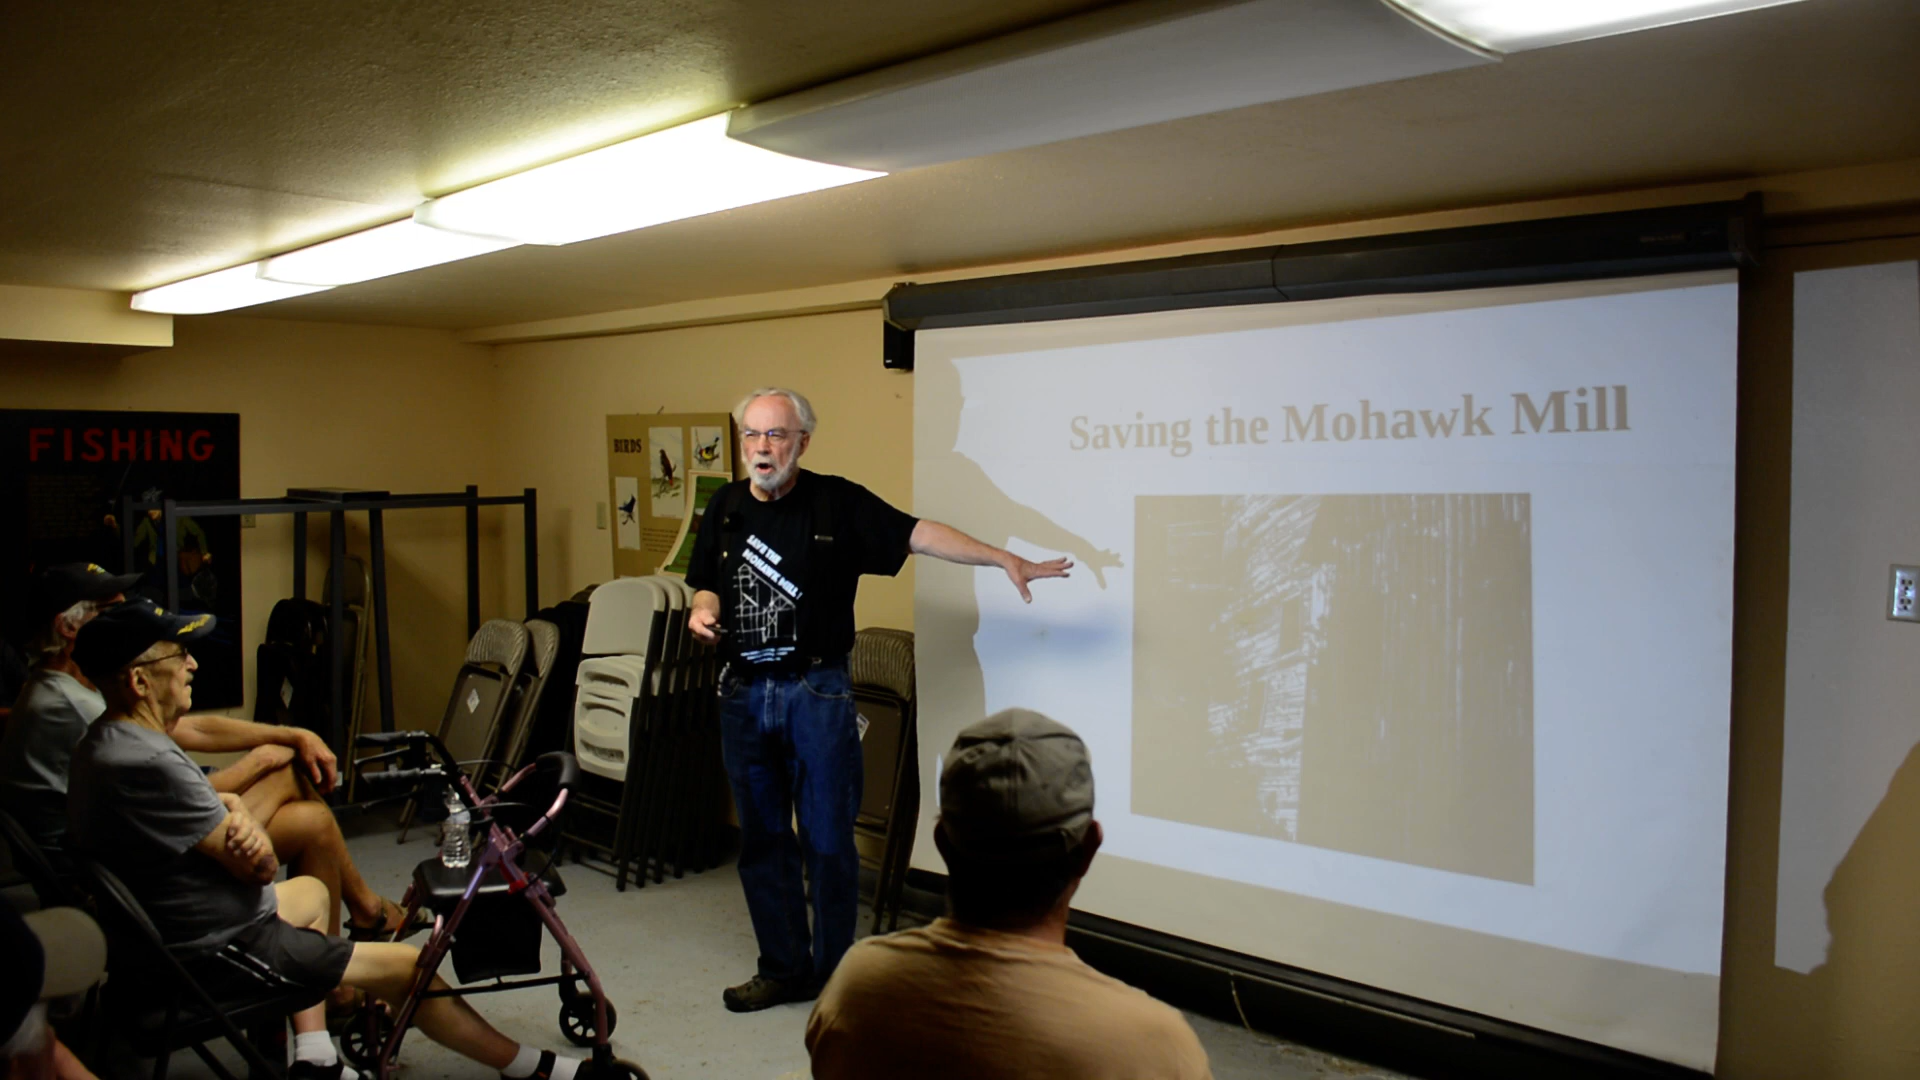 FISHING
BIRDS
SAVE THE
MOHAWK MILL!
Saving the Mohawk Mill